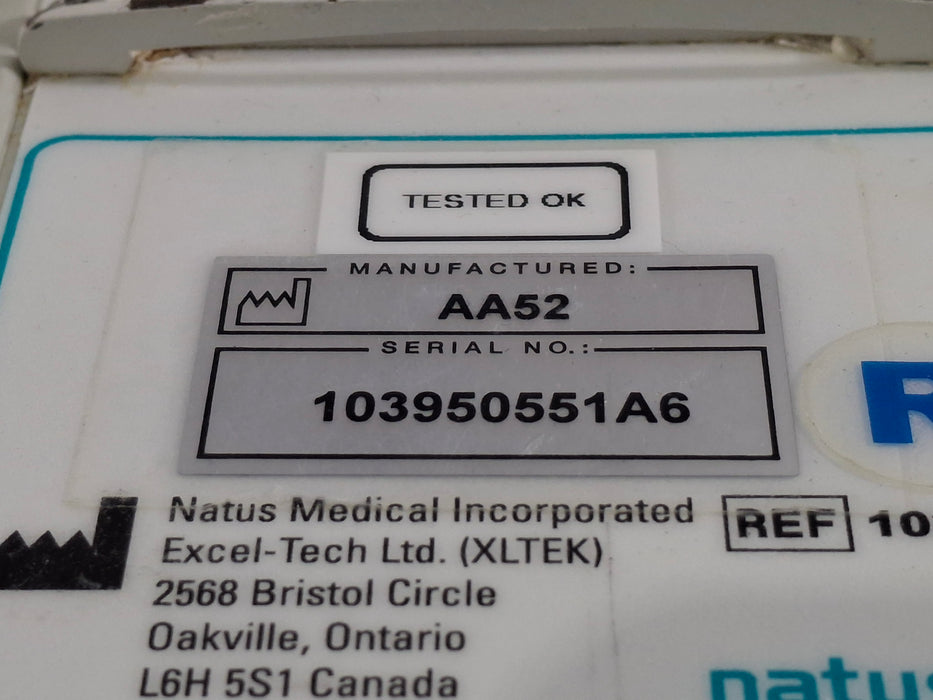 TESTED OK
MANUFACTURED:
AA52
SERIAL NO.:
103950551A6
Natus Medical Incorporated
Excel-Tech Ltd. (XLTEK)
2568 Bristol Circle
Oakville, Ontario
L6H 5S1 Canada
REF
natus